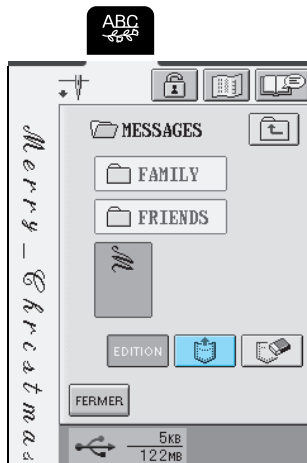 ABC
Merry_Christmas
MESSAGES
FAMILY
FRIENDS
M
EDITION
FERMER
5KB
122MB